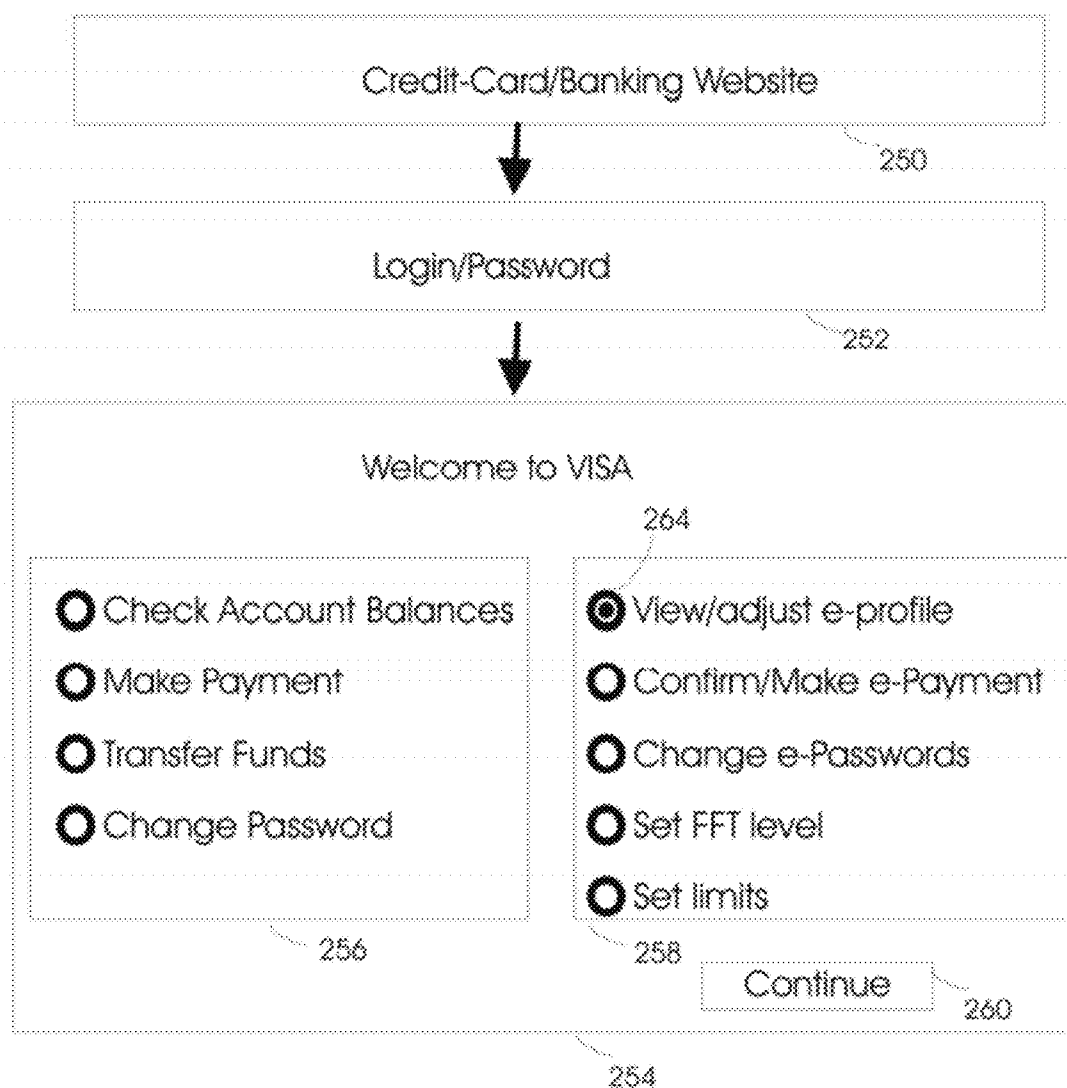 Credit-Card/Banking Website
250
Login/Password
252
Welcome to VISA
264
Check Account Balances
Make Payment
Transfer Funds
Change Password
256
View/adjust e-profile
Confirm/Make e-Payment
Change e-Passwords
Set FFT level
Set limits
258
Continue
260
254